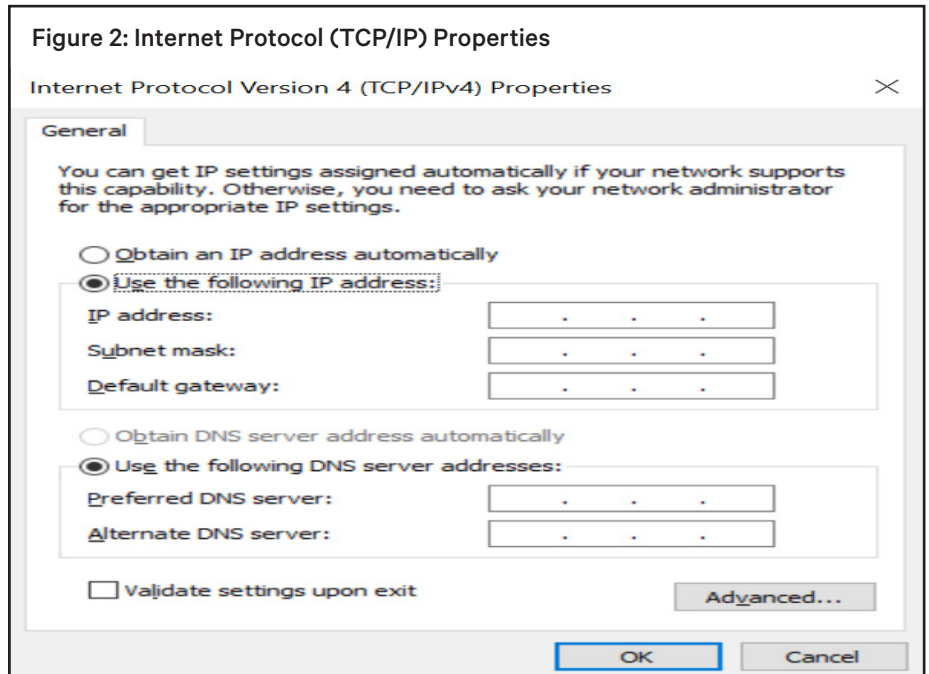 Figure 2: Internet Protocol (TCP/IP) Properties
Internet Protocol Version 4 (TCP/IPv4) Properties
General
You can get IP settings assigned automatically if your network supports
this capability. Otherwise, you need to ask your network administrator
for the appropriate IP settings.
Obtain an IP address automatically
Use the following IP address:
IP address: . . .
Subnet mask: . . .
Default gateway: . . .
Obtain DNS server address automatically
Use the following DNS server addresses:
Preferred DNS server: . . .
Alternate DNS server: . . .
Validate settings upon exit
Advanced...
OK Cancel